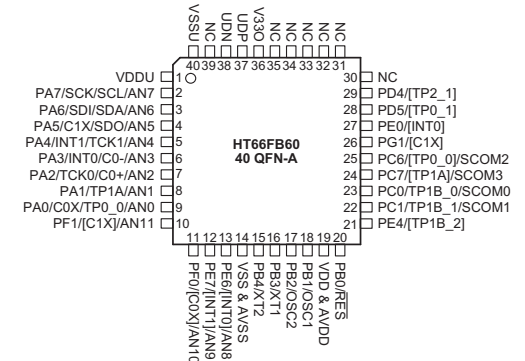 VSSU
NC
UDN
UDP
V33O
NC
NC
NC
NC
NC
40 39 38 37 36 35 34 33 32 31
VDDU 1
PA7/SCK/SCL/AN7 2
PA6/SDI/SDA/AN6 3
PA5/C1X/SDO/AN5 4
PA4/INT1/TCK1/AN4 5
PA3/INT0/C0-/AN3 6
PA2/TCK0/C0+/AN2 7
PA1/TP1A/AN1 8
PA0/C0X/TP0_0/AN0 9
PF1/[C1X]/AN11 10
HT66FB60
40 QFN-A
30 NC
29 PD4/[TP2_1]
28 PD5/[TP0_1]
27 PE0/[INT0]
26 PG1/[C1X]
25 PC6/[TP0_0]/SCOM2
24 PC7/[TP1A]/SCOM3
23 PC0/TP1B_0/SCOM0
22 PC1/TP1B_1/SCOM1
21 PE4/[TP1B_2]
11 12 13 14 15 16 17 18 19 20
PF0/[C0X]/AN10
PE7/[INT1]/AN9
PE6/[INT0]/AN8
VSS & AVSS
PB4/XT2
PB3/XT1
PB2/OSC2
PB1/OSC1
VDD & AVDD
PB0/RES